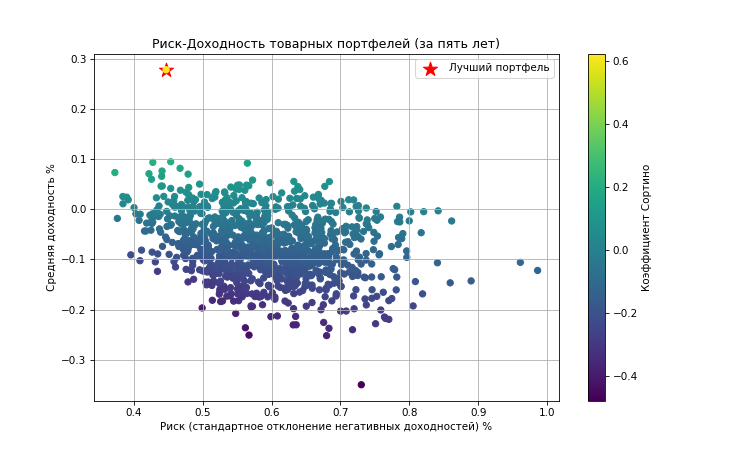 Риск-Доходность товарных портфелей (за пять лет)
Лучший портфель
Средняя доходность %
0.3
0.2
0.1
0.0
−0.1
−0.2
−0.3
0.4 0.5 0.6 0.7 0.8 0.9 1.0
Риск (стандартное отклонение негативных доходностей) %
0.6
0.4
0.2
0.0
−0.2
−0.4
Коэффициент Сортино